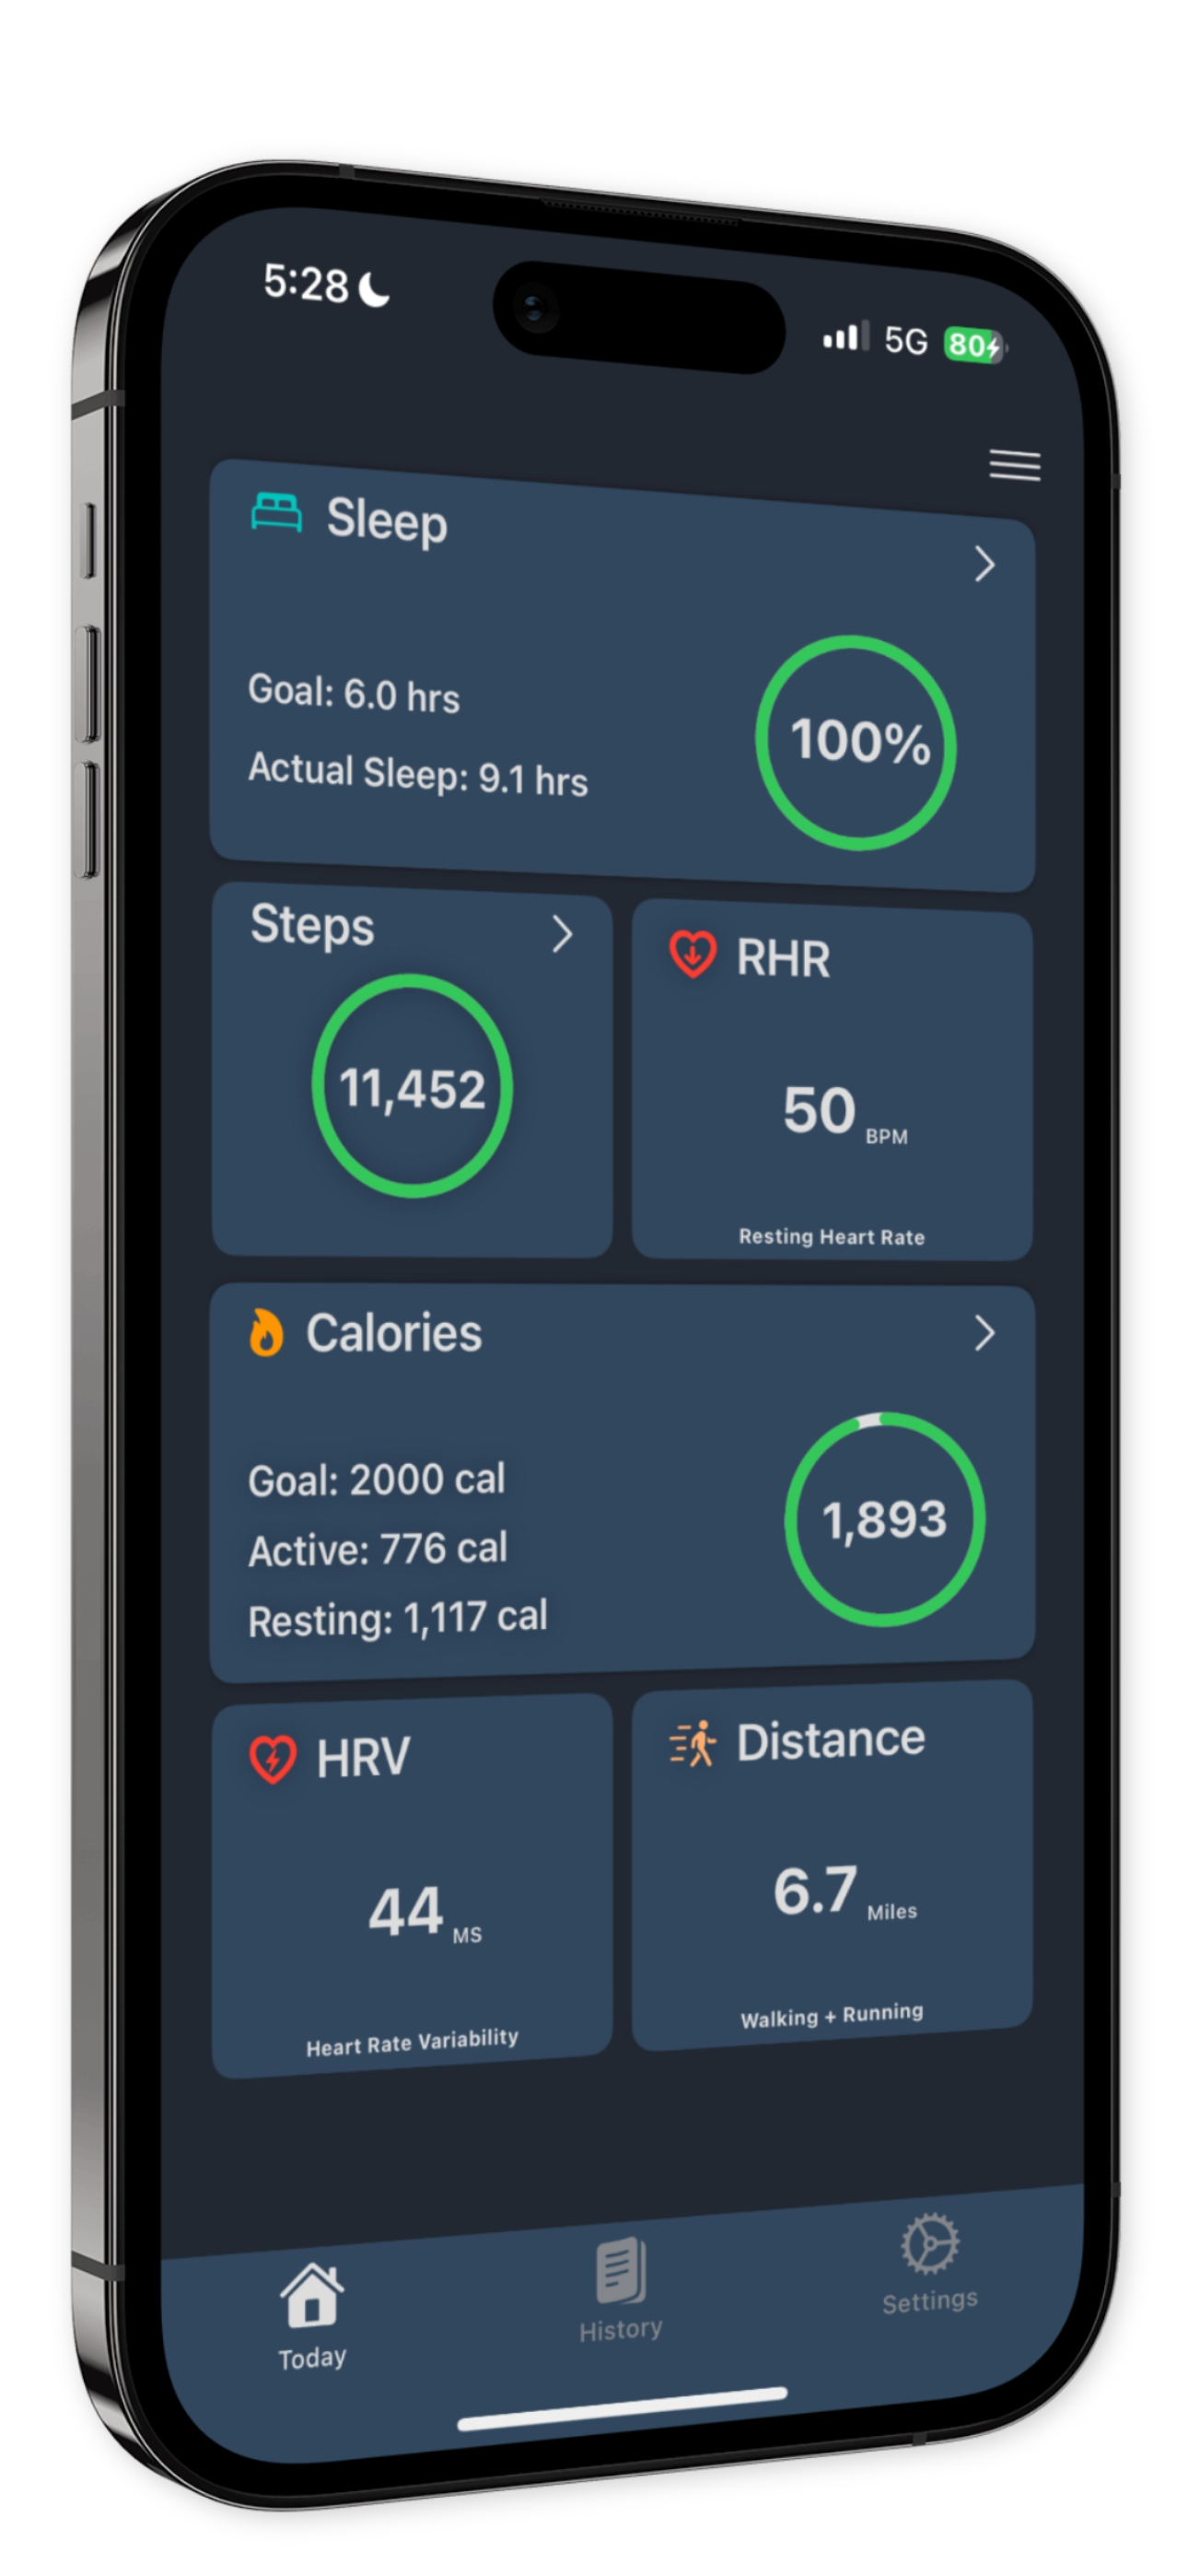 5:28
5G 80
Sleep
Goal: 6.0 hrs
Actual Sleep: 9.1 hrs
100%
Steps
11,452
RHR
50 BPM
Resting Heart Rate
Calories
Goal: 2000 cal
Active: 776 cal
Resting: 1,117 cal
1,893
HRV
44 MS
Heart Rate Variability
Distance
6.7 Miles
Walking + Running
Today
History
Settings